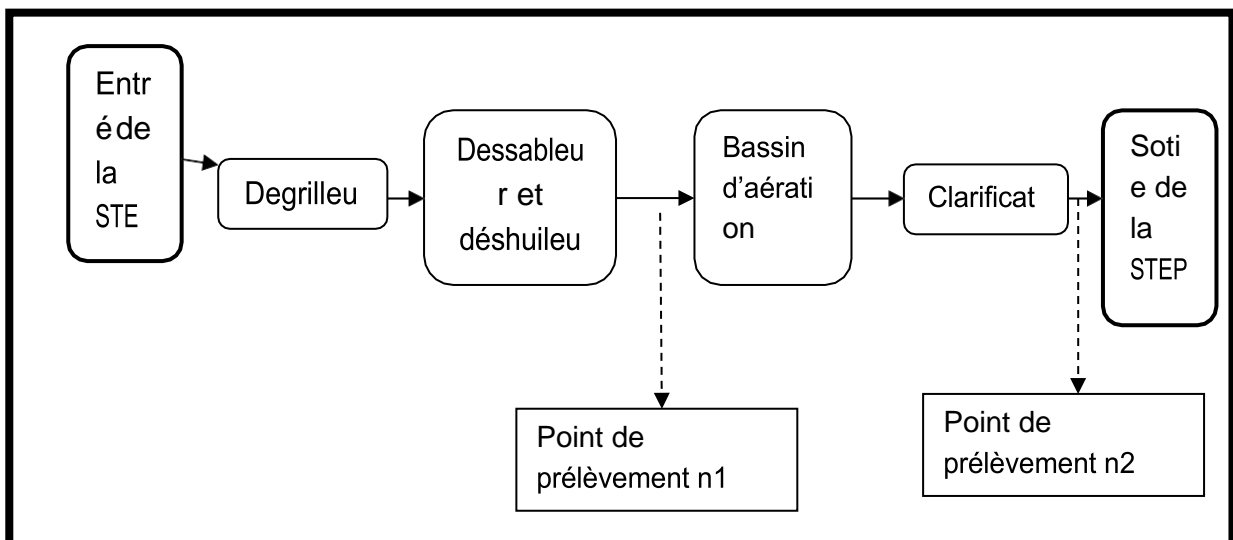 Entr
é de
la
STE
Degrilleu
Dessableu
r et
déshuileu
Bassin
d’aérati
on
Clarificat
Soti
e de
la
STEP
Point de
prélèvement n1
Point de
prélèvement n2